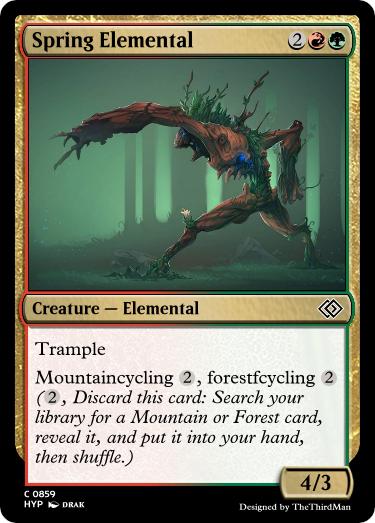 Spring Elemental 2
Creature — Elemental
Trample
Mountaincycling 2, forestfcycling 2
(2, Discard this card: Search your
library for a Mountain or Forest card,
reveal it, and put it into your hand,
then shuffle.)
4/3
C 0859
HYP DRAK
Designed by TheThirdMan